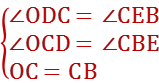 ∠ODC = ∠CEB
∠OCD = ∠CBE
OC = CB